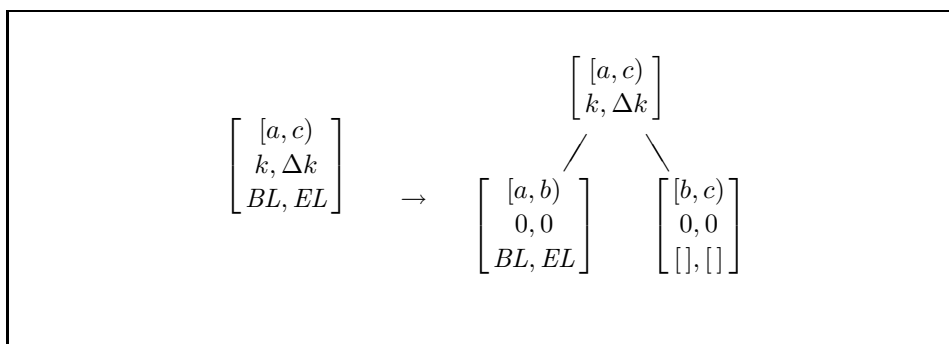 [a, c)
k, Δk
BL, EL
→
[a, c)
k, Δk
[a, b)
0, 0
BL, EL
[b, c)
0, 0
[ ], [ ]